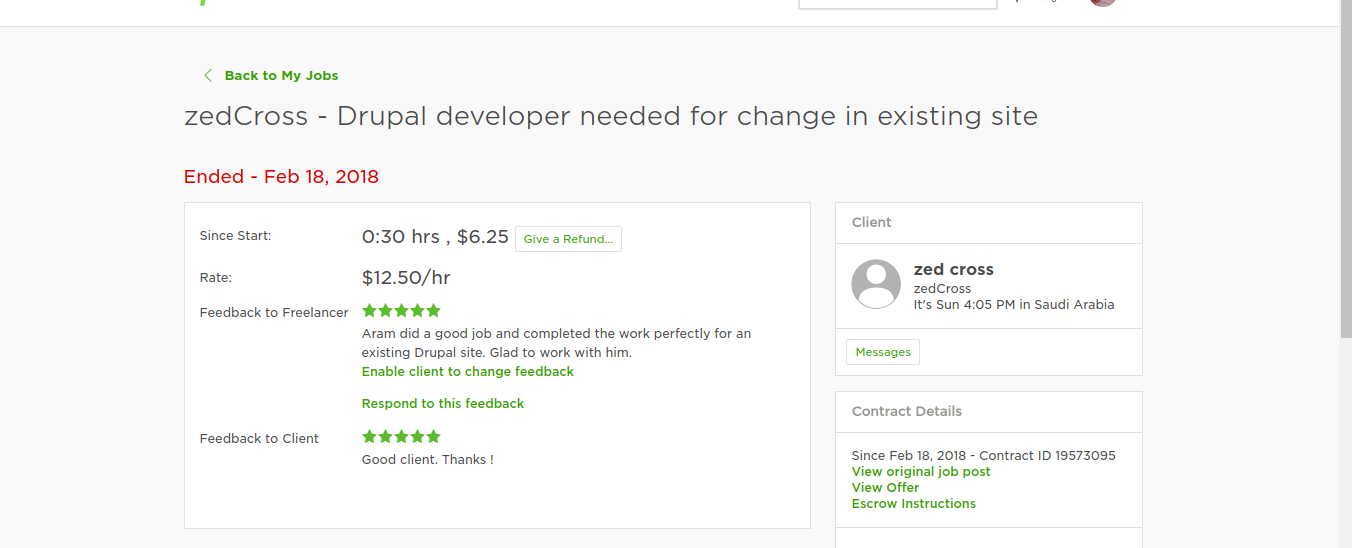 Back to My Jobs
zedCross - Drupal developer needed for change in existing site
Ended - Feb 18, 2018
Since Start:
0:30 hrs , $6.25
Give a Refund...
Rate:
$12.50/hr
Feedback to Freelancer
Aram did a good job and completed the work perfectly for an
existing Drupal site. Glad to work with him.
Enable client to change feedback
Respond to this feedback
Feedback to Client
Good client. Thanks !
Client
zed cross
zedCross
It's Sun 4:05 PM in Saudi Arabia
Messages
Contract Details
Since Feb 18, 2018 - Contract ID 19573095
View original job post
View Offer
Escrow Instructions